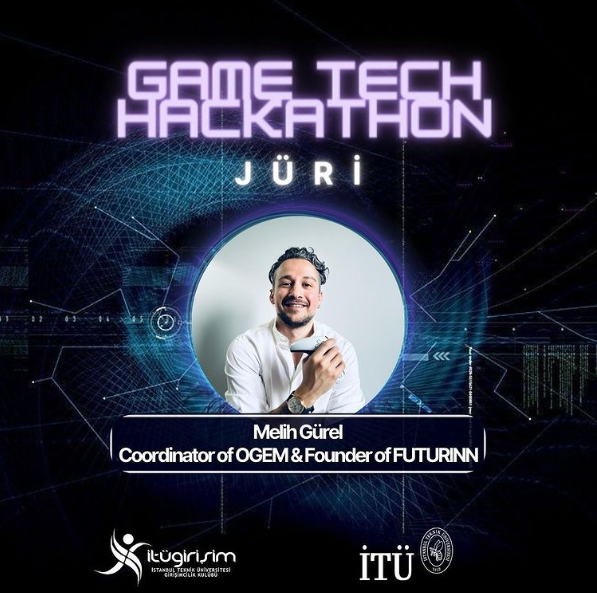 GAME TECH
HACKATHON
JÜRİ
Melih Gürel
Coordinator of OGEM & Founder of FUTURINN
itügirişim
İSTANBUL TEKNİK ÜNİVERSİTESİ
GİRİŞİMCİLİK KULÜBÜ
İTÜ